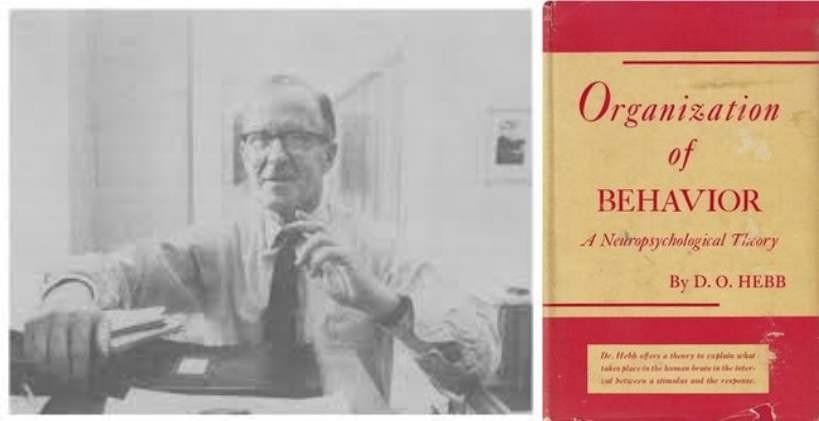 Organization
of
BEHAVIOR
A Neuropsychological Theory
By D. O. HEBB
Dr. Hebb offers a theory to explain what
takes place in the human brain in the inter-
val between a stimulus and the response.